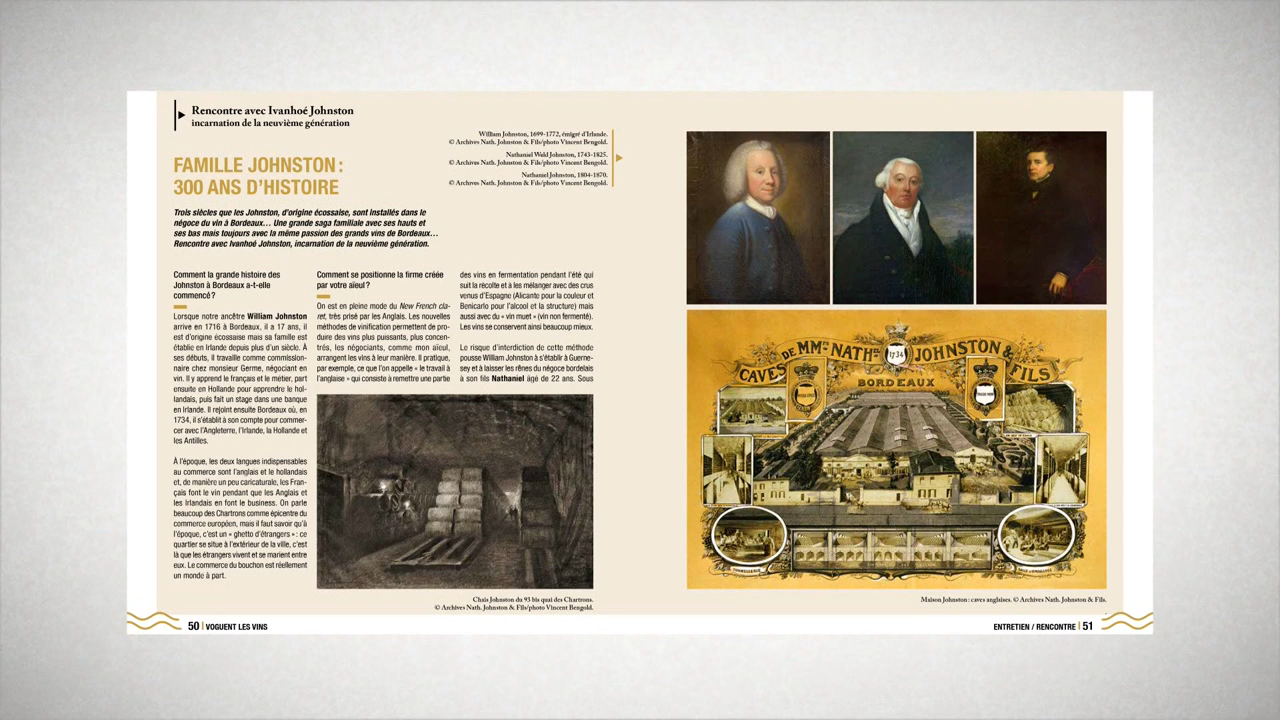 Rencontre avec Ivanhoé Johnston
incarnation de la neuvième génération
FAMILLE JOHNSTON :
300 ANS D'HISTOIRE
Trois siècles que les Johnston, d'origine écossaise, sont installés dans le
négoce du vin à Bordeaux… Une grande saga familiale avec ses hauts et
ses bas mais toujours avec la même passion des grands vins de Bordeaux…
Rencontre avec Ivanhoé Johnston, incarnation de la neuvième génération.
William Johnston, 1699-1772, émigré d'Irlande.
© Archives Nath. Johnston & Fils/photo Vincent Bengold.
Nathaniel Weld Johnston, 1743-1825.
© Archives Nath. Johnston & Fils/photo Vincent Bengold.
Nathaniel Johnston, 1804-1870.
© Archives Nath. Johnston & Fils/photo Vincent Bengold.
Comment la grande histoire des
Johnston à Bordeaux a-t-elle
commencé ?
Lorsque notre ancêtre William Johnston
arrive en 1716 à Bordeaux, il a 17 ans, il
est d'origine écossaise mais sa famille est
établie en Irlande depuis plus d'un siècle. À
ses débuts, il travaille comme commission-
naire chez monsieur Germe, négociant en
vin. Il y apprend le français et le métier, part
ensuite en Hollande pour apprendre le hol-
landais, puis fait un stage dans une banque
en Irlande. Il rejoint ensuite Bordeaux où, en
1734, il s'établit à son compte pour commer-
cer avec l'Angleterre, l'Irlande, la Hollande et
les Antilles.
À l'époque, les deux langues indispensables
au commerce sont l'anglais et le hollandais
et, de manière un peu caricaturale, les Fran-
çais font le vin pendant que les Anglais et
les Irlandais en font le business. On parle
beaucoup des Chartrons comme épicentre du
commerce européen, mais il faut savoir qu'à
l'époque, c'est un « ghetto d'étrangers » : ce
quartier se situe à l'extérieur de la ville, c'est
là que les étrangers vivent et se marient entre
eux. Le commerce du bouchon est réellement
un monde à part.
Comment se positionne la firme créée
par votre aïeul ?
On est en pleine mode du New French cla-
ret, très prisé par les Anglais. Les nouvelles
méthodes de vinification permettent de pro-
duire des vins plus puissants, plus concen-
trés, les négociants, comme mon aïeul,
arrangent les vins à leur manière. Il pratique,
par exemple, ce que l'on appelle « le travail à
l'anglaise » qui consiste à remettre une partie
des vins en fermentation pendant l'été qui
suit la récolte et à les mélanger avec des crus
venus d'Espagne (Alicante pour la couleur et
Benicarlo pour l'alcool et la structure) mais
aussi avec du « vin muet » (vin non fermenté).
Les vins se conservent ainsi beaucoup mieux.
Le risque d'interdiction de cette méthode
pousse William Johnston à s'établir à Guerne-
sey et à laisser les rênes du négoce bordelais
à son fils Nathaniel âgé de 22 ans. Sous
Chais Johnston du 93 bis quai des Chartrons.
© Archives Nath. Johnston & Fils/photo Vincent Bengold.
CAVES DE MM^RS NATH^EL JOHNSTON & FILS
1734
BORDEAUX
Maison Johnston : caves anglaises. © Archives Nath. Johnston & Fils.
50 | VOGUENT LES VINS
ENTRETIEN / RENCONTRE | 51